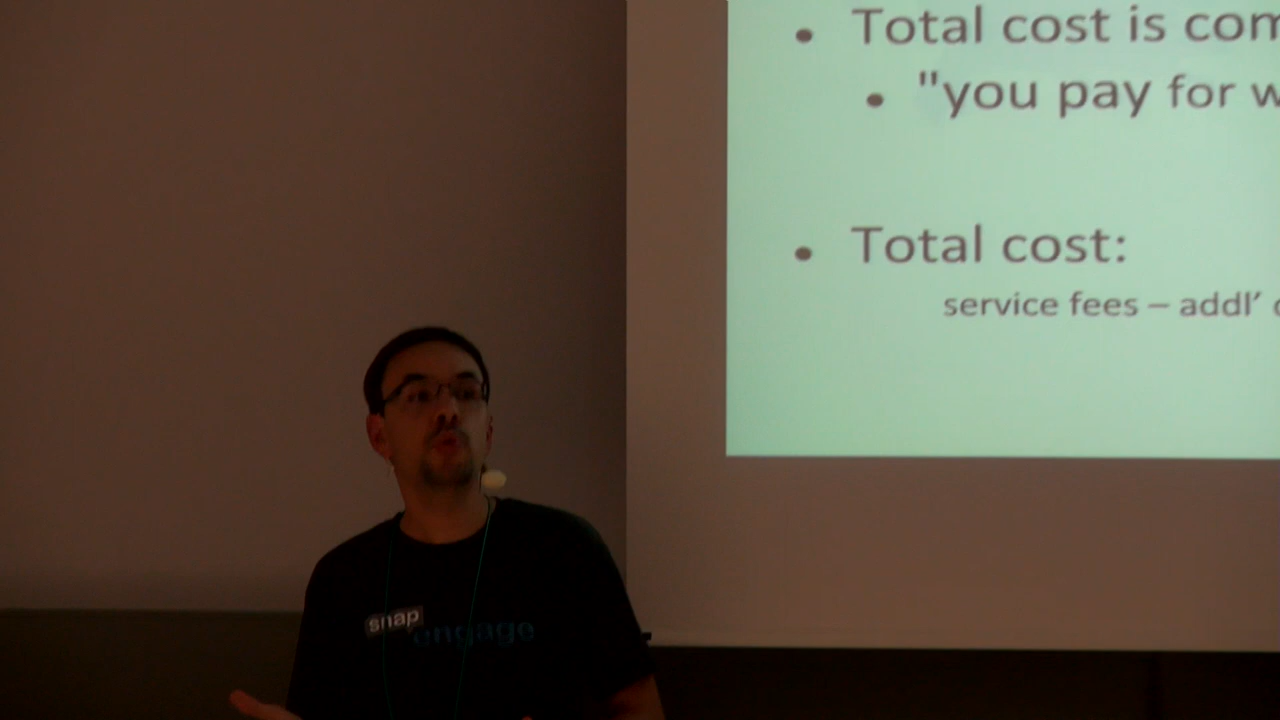 Total cost is com
"you pay for w
Total cost:
service fees – addl’
snap
engage